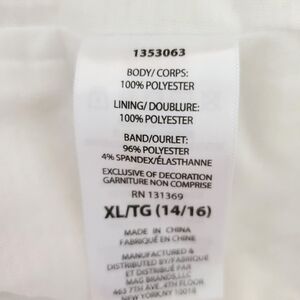 1353063
BODY/ CORPS:
100% POLYESTER
LINING/ DOUBLURE:
100% POLYESTER
BAND/OURLET:
96% POLYESTER
4% SPANDEX/ÉLASTHANNE
EXCLUSIVE OF DECORATION
GARNITURE NON COMPRISE
RN 131369
XL/TG (14/16)
MADE IN CHINA
FABRIQUÉ EN CHINE
MANUFACTURED &
DISTRIBUTED BY/FABRIQUÉ
ET DISTRIBUÉ PAR
MAG BRANDS,LLC
463 7TH AVE ,4TH FLOOR
NEW YORK,NY 10018